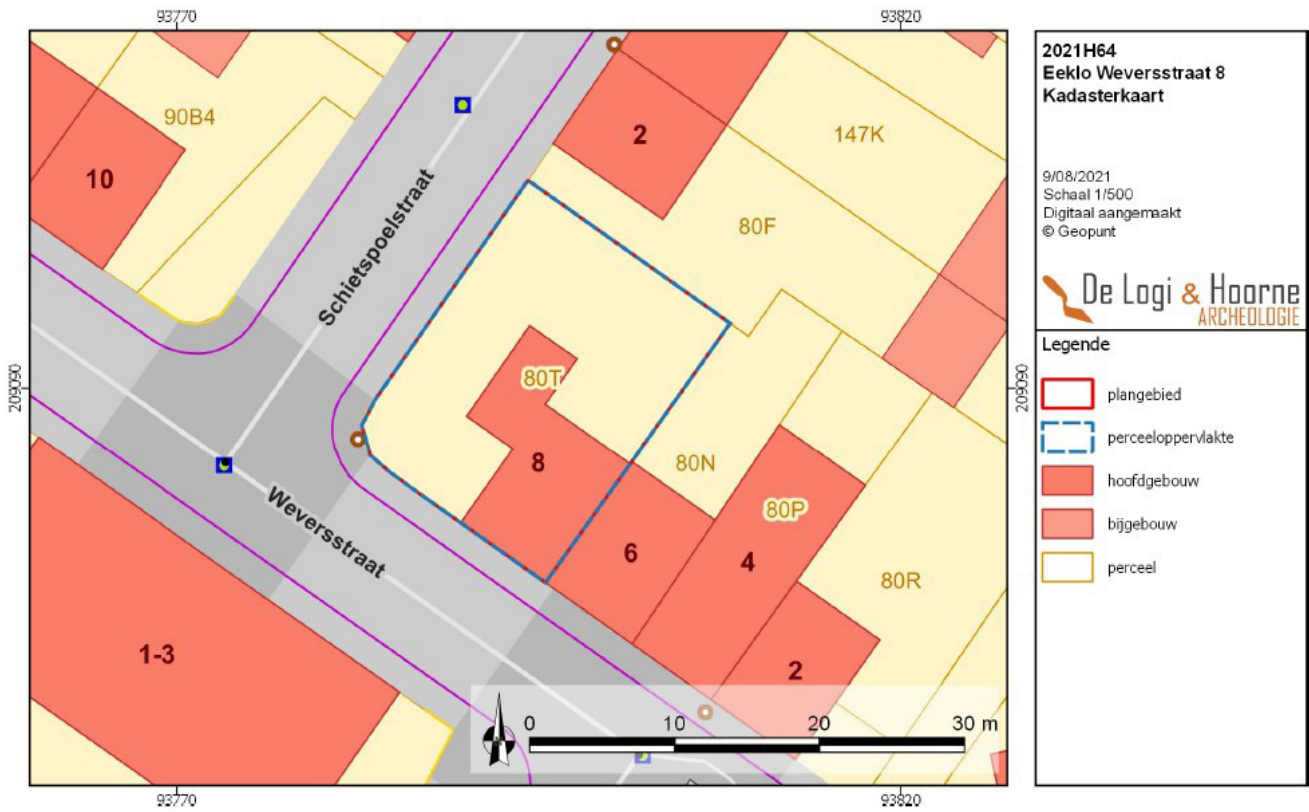 93770
93820
90B4
2
147K
10
80F
Schietspoelstraat
209090
209090
80T
8
80N
80P
6
4
80R
Weversstraat
1-3
2
0 10 20 30 m
93770
93820
2021H64
Eeklo Weversstraat 8
Kadasterkaart
9/08/2021
Schaal 1/500
Digitaal aangemaakt
© Geopunt
De Logi & Hoorne
ARCHEOLOGIE
Legende
plangebied
perceeloppervlakte
hoofdgebouw
bijgebouw
perceel